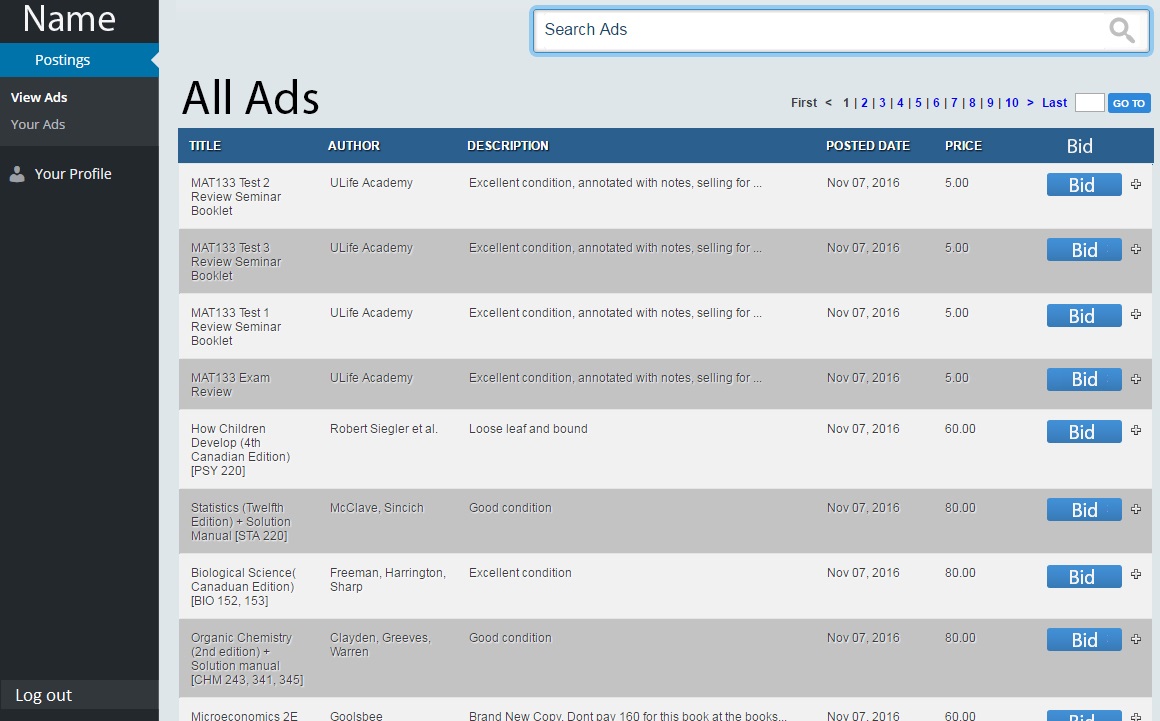 Name
Postings
View Ads
Your Ads
Your Profile
Log out
Search Ads
All Ads
First < 1 | 2 | 3 | 4 | 5 | 6 | 7 | 8 | 9 | 10 > Last GO TO
TITLE AUTHOR DESCRIPTION POSTED DATE PRICE Bid
MAT133 Test 2 ULife Academy Excellent condition, annotated with notes, selling for ... Nov 07, 2016 5.00 Bid
Review Seminar
Booklet
MAT133 Test 3 ULife Academy Excellent condition, annotated with notes, selling for ... Nov 07, 2016 5.00 Bid
Review Seminar
Booklet
MAT133 Test 1 ULife Academy Excellent condition, annotated with notes, selling for ... Nov 07, 2016 5.00 Bid
Review Seminar
Booklet
MAT133 Exam ULife Academy Excellent condition, annotated with notes, selling for ... Nov 07, 2016 5.00 Bid
Review
How Children Robert Siegler et al. Loose leaf and bound Nov 07, 2016 60.00 Bid
Develop (4th
Canadian Edition)
[PSY 220]
Statistics (Twelfth McClave, Sincich Good condition Nov 07, 2016 80.00 Bid
Edition) + Solution
Manual [STA 220]
Biological Science( Freeman, Harrington, Excellent condition Nov 07, 2016 80.00 Bid
Canaduan Edition) Sharp
[BIO 152, 153]
Organic Chemistry Clayden, Greeves, Good condition Nov 07, 2016 80.00 Bid
(2nd edition) + Warren
Solution manual
[CHM 243, 341, 345]
Microeconomics 2E Goolsbee Brand New Copy. Dont pay 160 for this book at the books... Nov 07, 2016 60.00 Bid